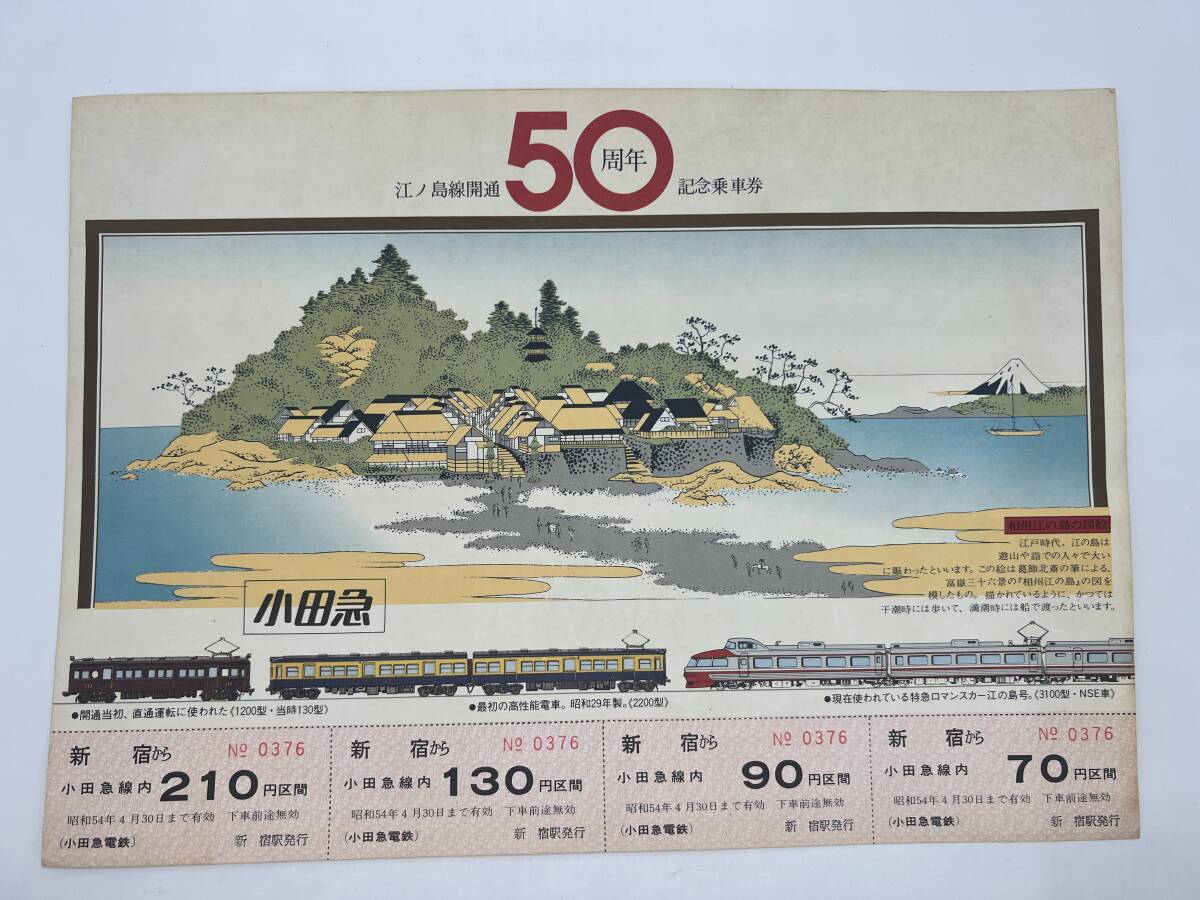 江ノ島線開通50周年記念乗車券
相州江の島の図絵
江戸時代、江の島は
遊山や詣での人々で大い
に賑わったといいます。この絵は葛飾北斎の筆による、
冨嶽三十六景の『相州江の島』の図を
模したもの。描かれているように、かつては
干潮時には歩いて、満潮時には船で渡ったといいます。
小田急
●開通当初、直通運転に使われた《1200型・当時130型》
●最初の高性能電車。昭和29年製。《2200型》
●現在使われている特急ロマンスカー江の島号。《3100型・NSE車》
新宿から № 0376
小田急線内 210円区間
昭和54年4月30日まで有効 下車前途無効
(小田急電鉄) 新宿駅発行
新宿から № 0376
小田急線内 130円区間
昭和54年4月30日まで有効 下車前途無効
(小田急電鉄) 新宿駅発行
新宿から № 0376
小田急線内 90円区間
昭和54年4月30日まで有効 下車前途無効
(小田急電鉄) 新宿駅発行
新宿から № 0376
小田急線内 70円区間
昭和54年4月30日まで有効 下車前途無効
(小田急電鉄) 新宿駅発行